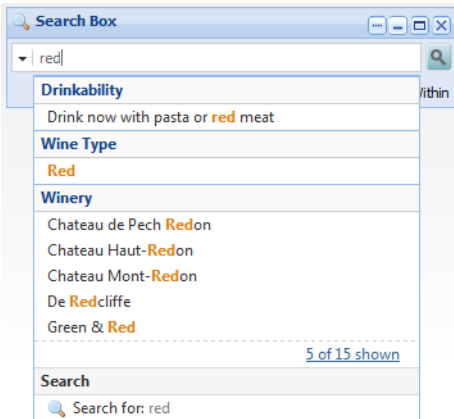 Search Box
red
ithin
Drinkability
Drink now with pasta or red meat
Wine Type
Red
Winery
Chateau de Pech Redon
Chateau Haut-Redon
Chateau Mont-Redon
De Redcliffe
Green & Red
5 of 15 shown
Search
Search for: red